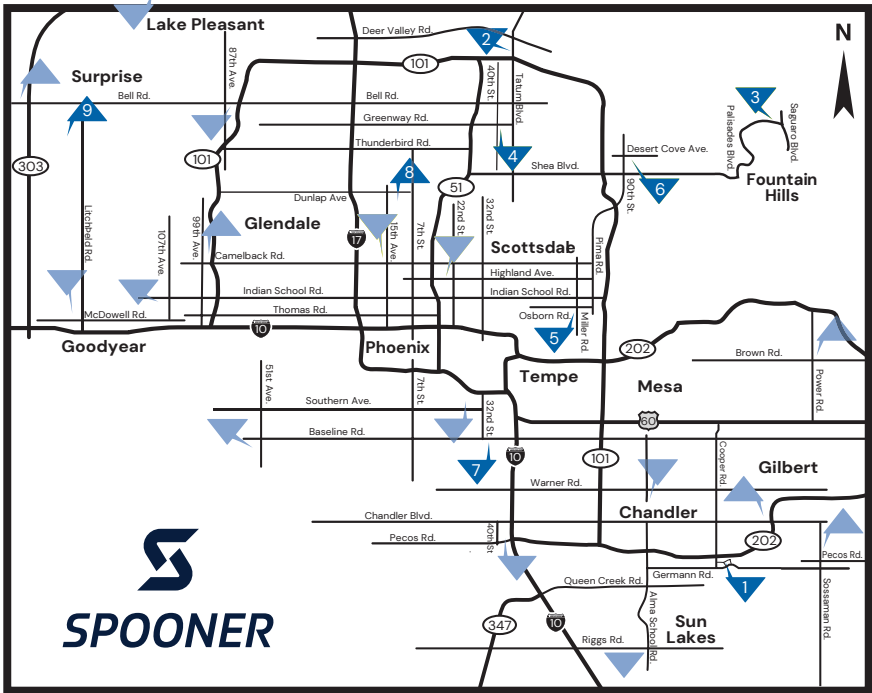 Lake Pleasant
Deer Valley Rd.
N
2
87th Ave.
101
40th St.
Tatum Blvd.
Surprise
Bell Rd.
Bell Rd.
3
9
Greenway Rd.
Palisades Blvd.
Saguaro Blvd.
Thunderbird Rd.
Desert Cove Ave.
101
4
303
8
Shea Blvd.
51
6
90th St.
Fountain
Hills
Dunlap Ave
Litchfield Rd.
107th Ave.
99th Ave.
Glendale
15th Ave.
7th St.
22nd St.
32nd St.
17
Scottsdale
Pima Rd.
Camelback Rd.
Highland Ave.
Indian School Rd.
Indian School Rd.
McDowell Rd.
Thomas Rd.
Osborn Rd.
Miller Rd.
10
5
Goodyear
Phoenix
202
Brown Rd.
Tempe
Mesa
51st Ave.
7th St.
Power Rd.
Southern Ave.
32nd St.
60
Baseline Rd.
Cooper Rd.
10
101
7
Gilbert
Warner Rd.
Chandler
Chandler Blvd.
40th St
Pecos Rd.
202
Pecos Rd.
Germann Rd.
Queen Creek Rd.
1
Sossaman Rd.
Alma School Rd.
SPOONER
347
10
Sun
Lakes
Riggs Rd.